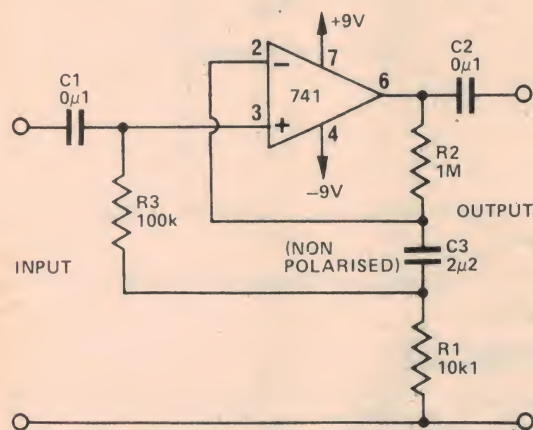 +9V
2
7
C2
0µ1
C1
0µ1
−
6
741
3
+
4
−9V
R2
1M
R3
100k
OUTPUT
INPUT
(NON
POLARISED)
C3
2µ2
R1
10k1